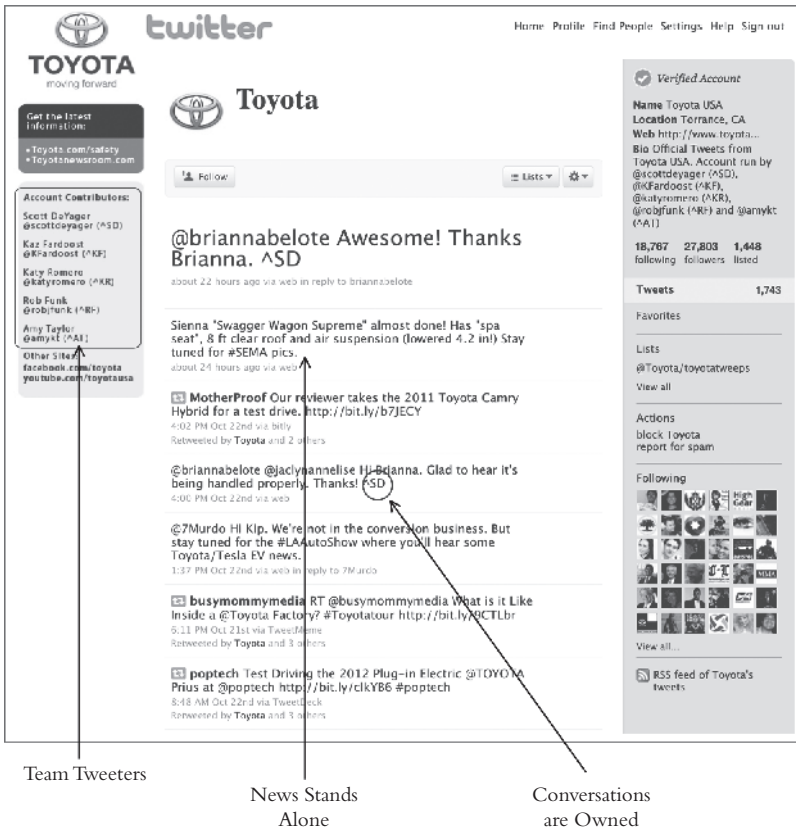 TOYOTA
moving forward
twitter
Home Profile Find People Settings Help Sign out
Get the latest
information:
• Toyota.com/safety
• Toyotanewsroom.com
Account Contributors:
Scott DeYager
@scottdeyager (^SD)
Kaz Fardoost
@KFardoost (^KF)
Katy Romero
@katyromero (^KR)
Rob Funk
@robjfunk (^RF)
Amy Taylor
@amykt (^AT)
Other Sites:
facebook.com/toyota
youtube.com/toyotausa
Toyota
Follow
Lists
@briannabelote Awesome! Thanks
Brianna. ^SD
about 22 hours ago via web in reply to briannabelote
Sienna "Swagger Wagon Supreme" almost done! Has "spa
seat", 8 ft clear roof and air suspension (lowered 4.2 in!) Stay
tuned for #SEMA pics.
about 24 hours ago via web
MotherProof Our reviewer takes the 2011 Toyota Camry
Hybrid for a test drive. http://bit.ly/b7JECY
4:02 PM Oct 22nd via bitly
Retweeted by Toyota and 2 others
@briannabelote @jaclynannelise Hi Brianna. Glad to hear it's
being handled properly. Thanks! ^SD
4:00 PM Oct 22nd via web
@7Murdo Hi Kip. We're not in the conversion business. But
stay tuned for the #LAAutoShow where you'll hear some
Toyota/Tesla EV news.
1:37 PM Oct 22nd via web in reply to 7Murdo
busymommymedia RT @busymommymedia What is it Like
Inside a @Toyota Factory? #Toyotatour http://bit.ly/9CTLbr
6:11 PM Oct 21st via TweetMeme
Retweeted by Toyota and 3 others
poptech Test Driving the 2012 Plug-in Electric @TOYOTA
Prius at @poptech http://bit.ly/clkYB6 #poptech
8:48 AM Oct 22nd via TweetDeck
Retweeted by Toyota and 3 others
Verified Account
Name Toyota USA
Location Torrance, CA
Web http://www.toyota...
Bio Official Tweets from
Toyota USA. Account run by
@scottdeyager (^SD),
@KFardoost (^KF),
@katyromero (^KR),
@robjfunk (^RF) and @amykt
(^AT)
18,767 27,803 1,448
following followers listed
Tweets 1,743
Favorites
Lists
@Toyota/toyotatweeps
View all
Actions
block Toyota
report for spam
Following
High
Gear
View all...
RSS feed of Toyota's
tweets
Team Tweeters
News Stands
Alone
Conversations
are Owned